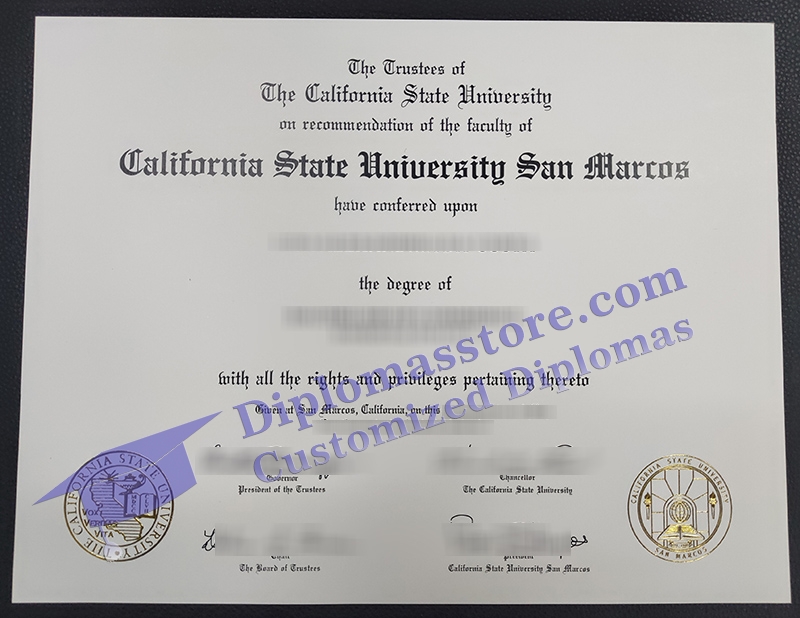 The Trustees of
The California State University
on recommendation of the faculty of
California State University San Marcos
have conferred upon
the degree of
Diplomasstore.com
Customized Diplomas
with all the rights and privileges pertaining thereto
Given at San Marcos, California, on this
Governor
President of the Trustees
Chancellor
The California State University
Chair
The Board of Trustees
President
California State University San Marcos
THE CALIFORNIA STATE UNIVERSITY
VOX
VERITAS
VITA
CALIFORNIA STATE UNIVERSITY
SAN MARCOS